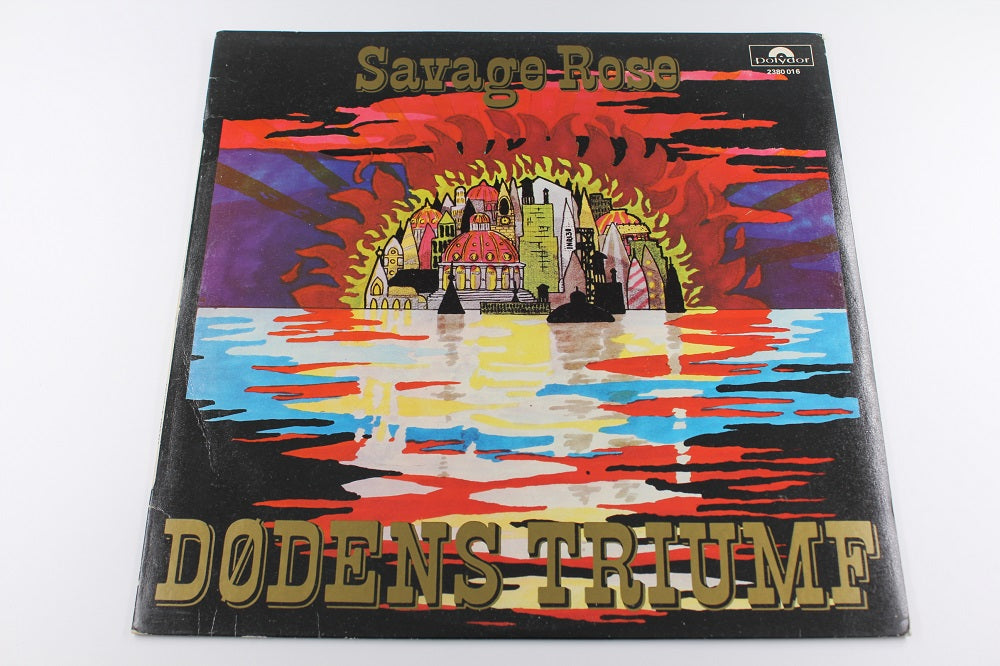 Savage Rose
polydor
2380 016
DØDENS TRIUMF